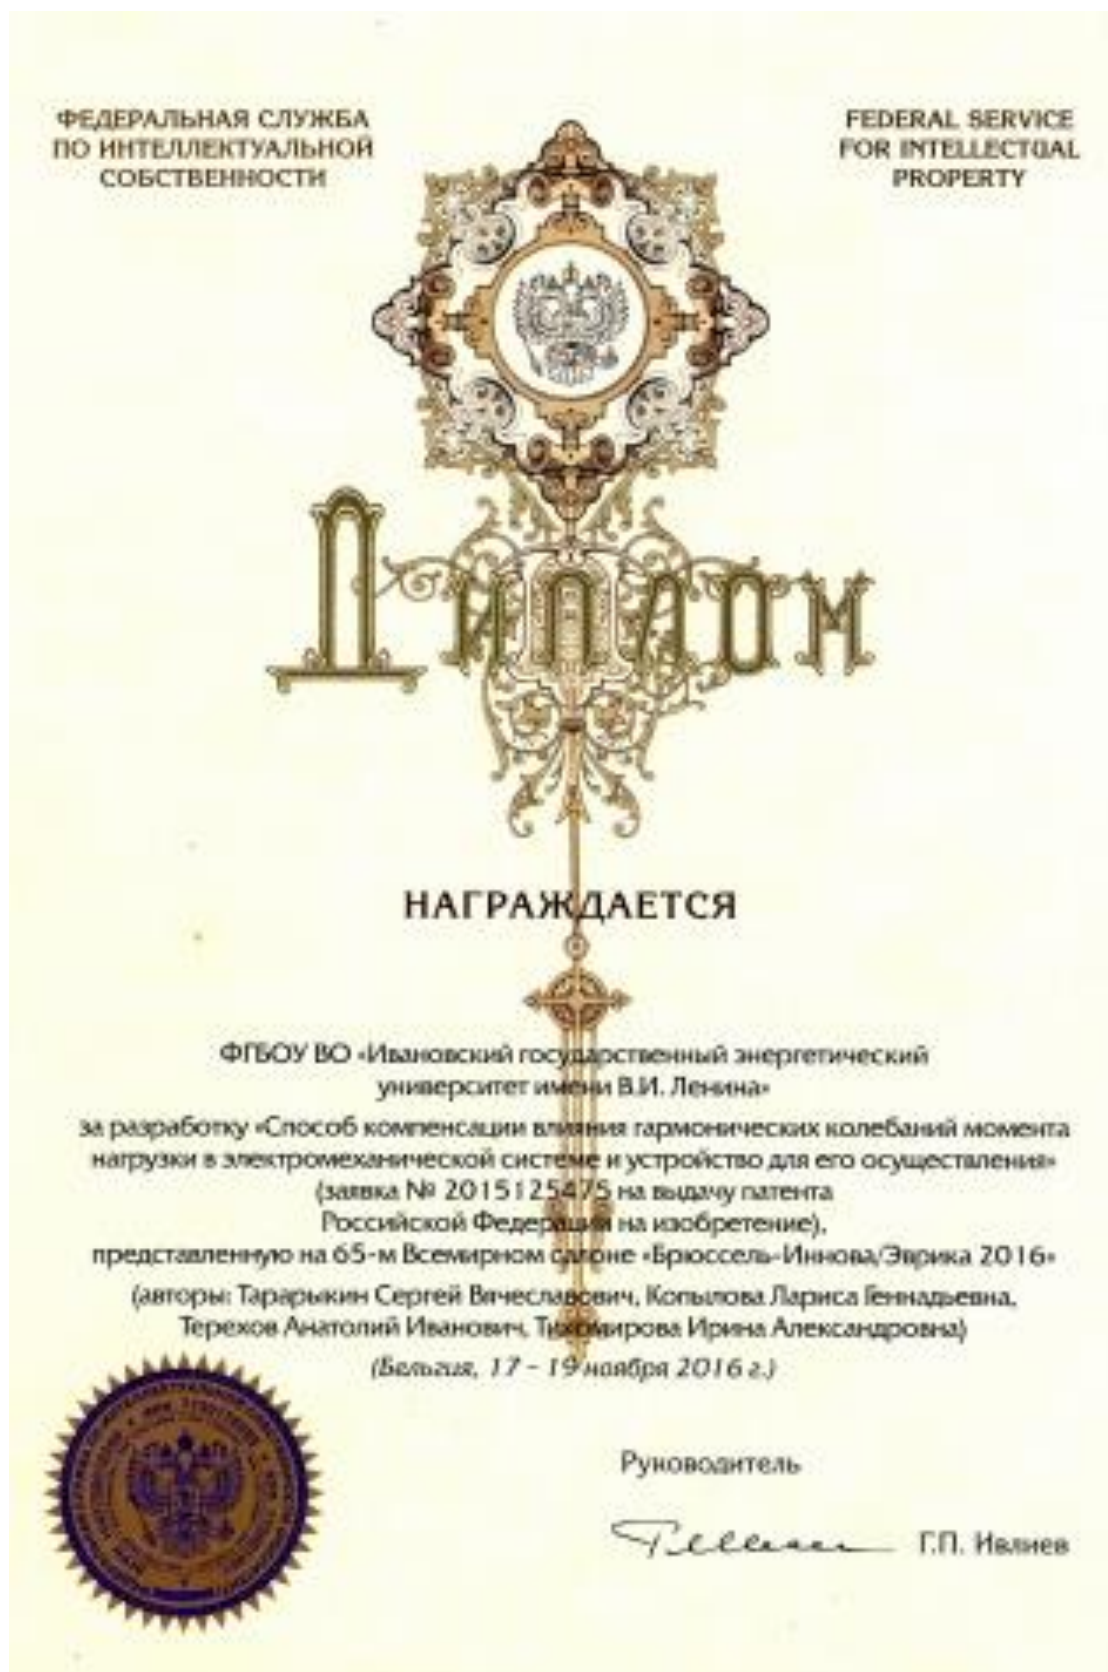 ФЕДЕРАЛЬНАЯ СЛУЖБА
ПО ИНТЕЛЛЕКТУАЛЬНОЙ
СОБСТВЕННОСТИ
FEDERAL SERVICE
FOR INTELLECTUAL
PROPERTY
Диплом
НАГРАЖДАЕТСЯ
ФГБОУ ВО «Ивановский государственный энергетический
университет имени В.И. Ленина»
за разработку «Способ компенсации влияния гармонических колебаний момента
нагрузки в электромеханической системе и устройство для его осуществления»
(заявка № 2015125475 на выдачу патента
Российской Федерации на изобретение),
представленную на 65-м Всемирном салоне «Брюссель-Иннова/Эврика 2016»
(авторы: Тарарыкин Сергей Вячеславович, Копылова Лариса Геннадьевна,
Терехов Анатолий Иванович, Тихомирова Ирина Александровна)
(Бельгия, 17 – 19 ноября 2016 г.)
Руководитель
Г.П. Ивлиев